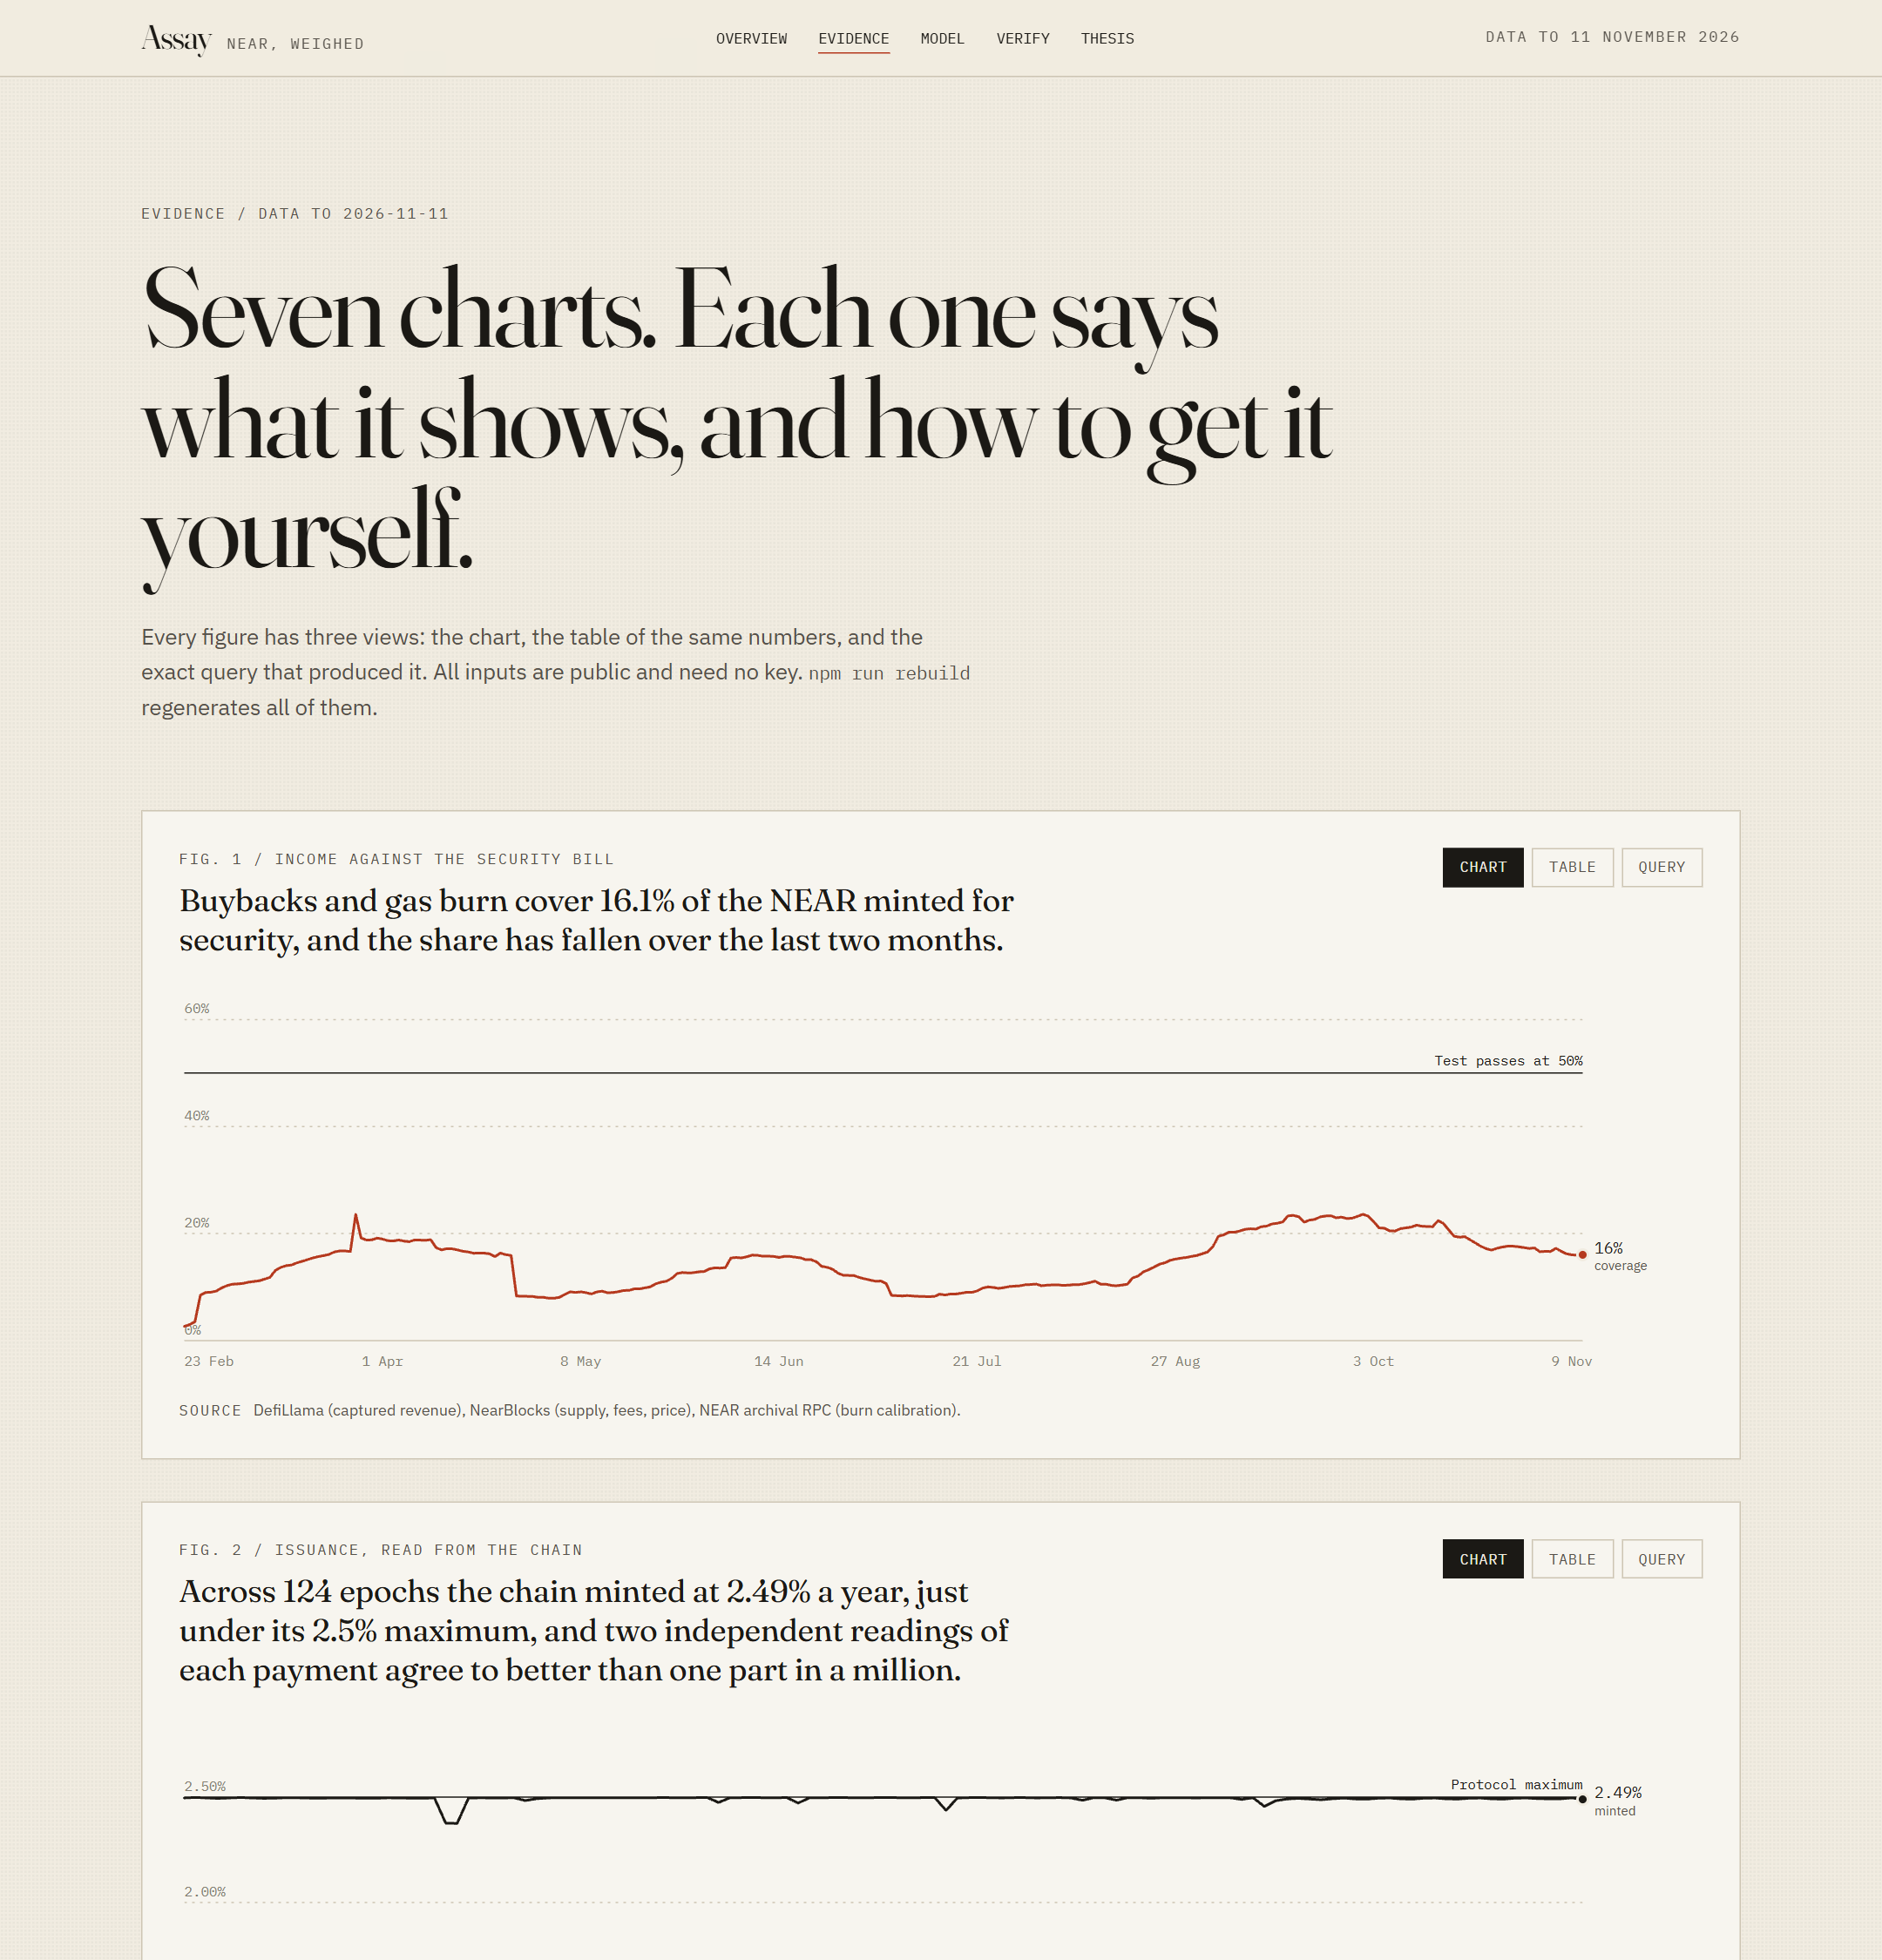 Assay NEAR, WEIGHED
OVERVIEW EVIDENCE MODEL VERIFY THESIS
DATA TO 11 NOVEMBER 2026
EVIDENCE / DATA TO 2026-11-11
Seven charts. Each one says
what it shows, and how to get it
yourself.
Every figure has three views: the chart, the table of the same numbers, and the
exact query that produced it. All inputs are public and need no key. npm run rebuild
regenerates all of them.
FIG. 1 / INCOME AGAINST THE SECURITY BILL
CHART TABLE QUERY
Buybacks and gas burn cover 16.1% of the NEAR minted for
security, and the share has fallen over the last two months.
60%
Test passes at 50%
40%
20%
16%
coverage
0%
23 Feb 1 Apr 8 May 14 Jun 21 Jul 27 Aug 3 Oct 9 Nov
SOURCE DefiLlama (captured revenue), NearBlocks (supply, fees, price), NEAR archival RPC (burn calibration).
FIG. 2 / ISSUANCE, READ FROM THE CHAIN
CHART TABLE QUERY
Across 124 epochs the chain minted at 2.49% a year, just
under its 2.5% maximum, and two independent readings of
each payment agree to better than one part in a million.
2.50%
Protocol maximum
2.49%
minted
2.00%